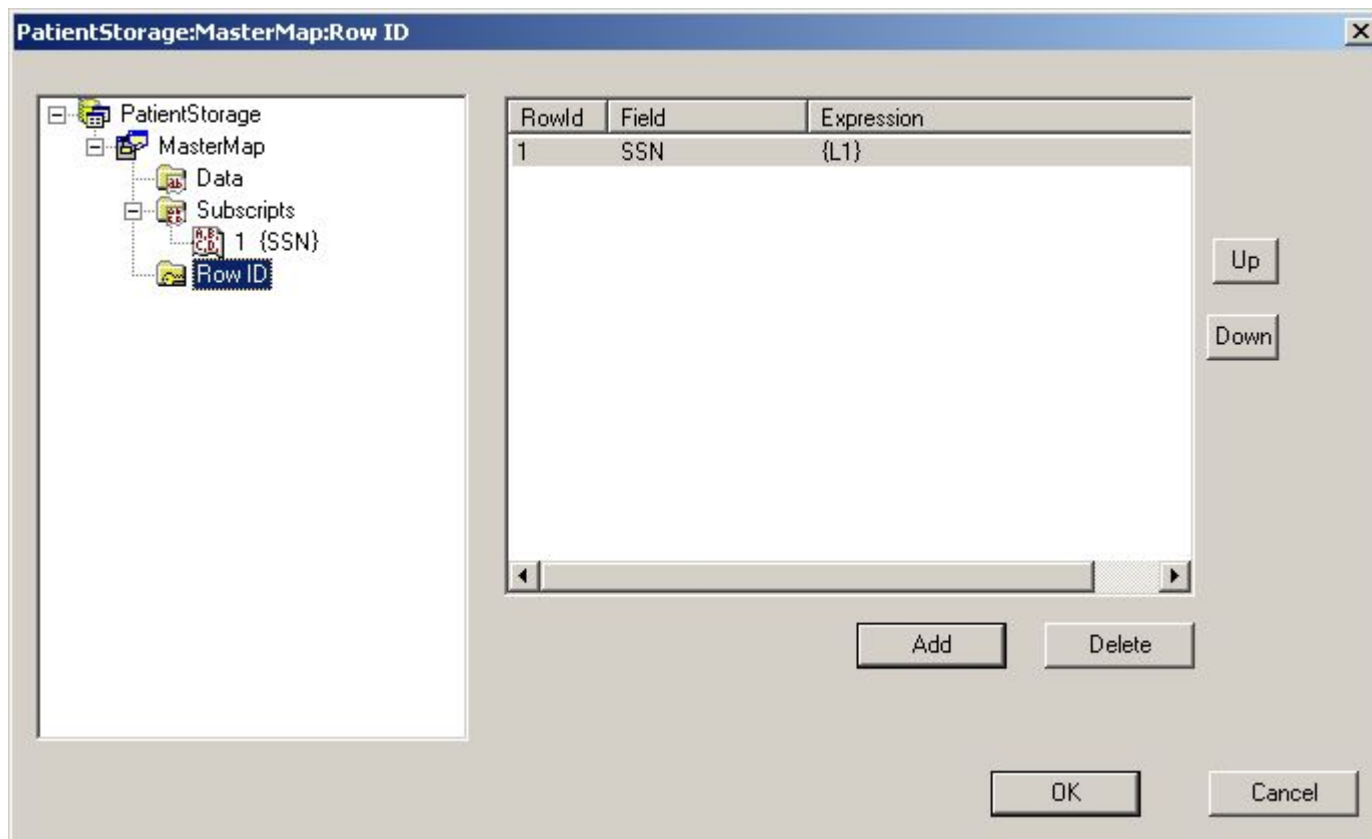 PatientStorage:MasterMap:Row ID
PatientStorage
MasterMap
Data
Subscripts
1 {SSN}
Row ID
RowId Field Expression
1 SSN {L1}
Up
Down
Add Delete
OK Cancel